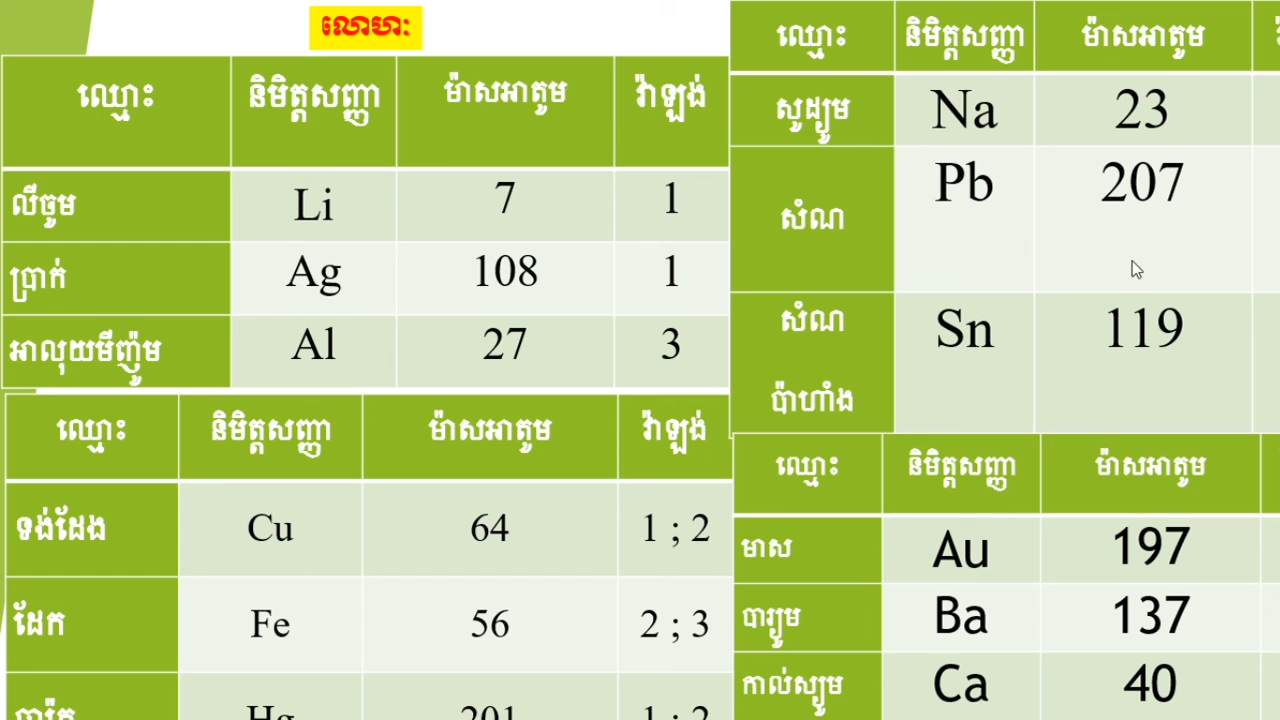 លោហៈ
ឈ្មោះ និមិត្តសញ្ញា ម៉ាសអាតូម វ៉ាឡង់
លីចូម Li 7 1
ប្រាក់ Ag 108 1
អាលុយមីញ៉ូម Al 27 3
ឈ្មោះ និមិត្តសញ្ញា ម៉ាសអាតូម វ៉ាឡង់
ទង់ដែង Cu 64 1 ; 2
ដែក Fe 56 2 ; 3
Hg 201 1 ; 2
ឈ្មោះ និមិត្តសញ្ញា ម៉ាសអាតូម
សូដ្យូម Na 23
សំណ Pb 207
សំណ Sn 119
ប៉ាហាំង
ឈ្មោះ និមិត្តសញ្ញា ម៉ាសអាតូម
មាស Au 197
បារ្យូម Ba 137
កាល់ស្យូម Ca 40